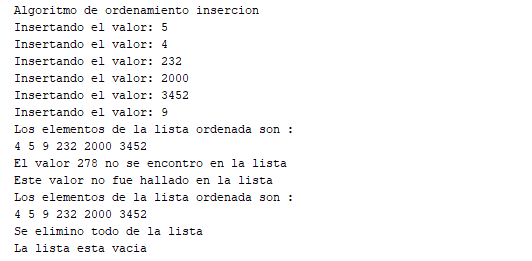 Algoritmo de ordenamiento insercion
Insertando el valor: 5
Insertando el valor: 4
Insertando el valor: 232
Insertando el valor: 2000
Insertando el valor: 3452
Insertando el valor: 9
Los elementos de la lista ordenada son :
4 5 9 232 2000 3452
El valor 278 no se encontro en la lista
Este valor no fue hallado en la lista
Los elementos de la lista ordenada son :
4 5 9 232 2000 3452
Se elimino todo de la lista
La lista esta vacia